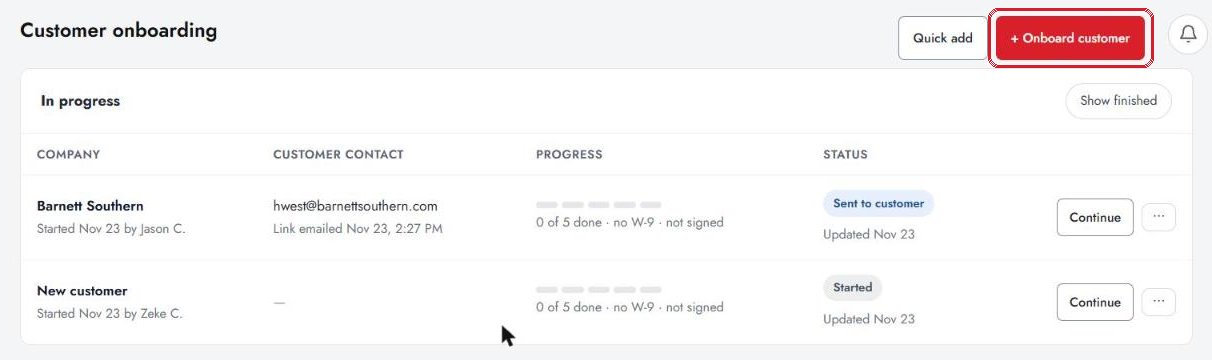 Customer onboarding
Quick add
+ Onboard customer
In progress
Show finished
COMPANY CUSTOMER CONTACT PROGRESS STATUS
Barnett Southern
Started Nov 23 by Jason C.
hwest@barnettsouthern.com
Link emailed Nov 23, 2:27 PM
0 of 5 done · no W-9 · not signed
Sent to customer
Updated Nov 23
Continue
...
New customer
Started Nov 23 by Zeke C.
—
0 of 5 done · no W-9 · not signed
Started
Updated Nov 23
Continue
...